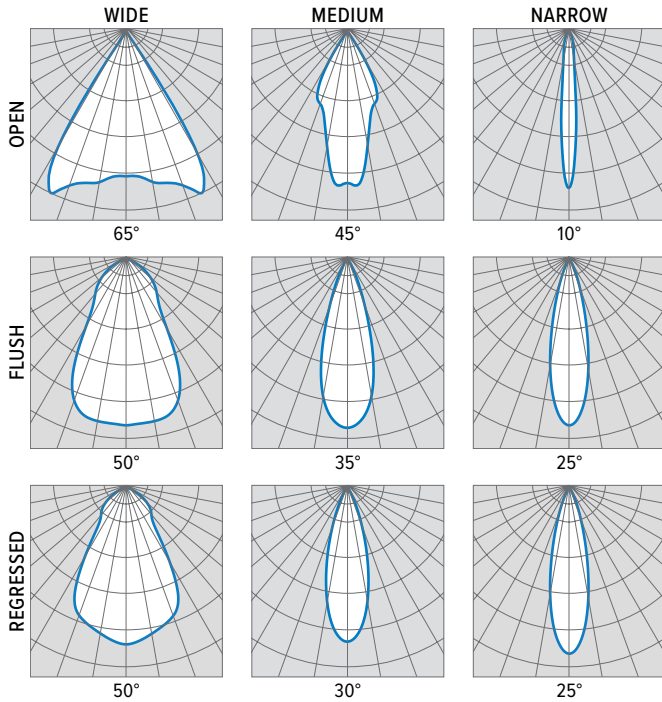 WIDE MEDIUM NARROW
OPEN
65° 45° 10°
FLUSH
50° 35° 25°
REGRESSED
50° 30° 25°